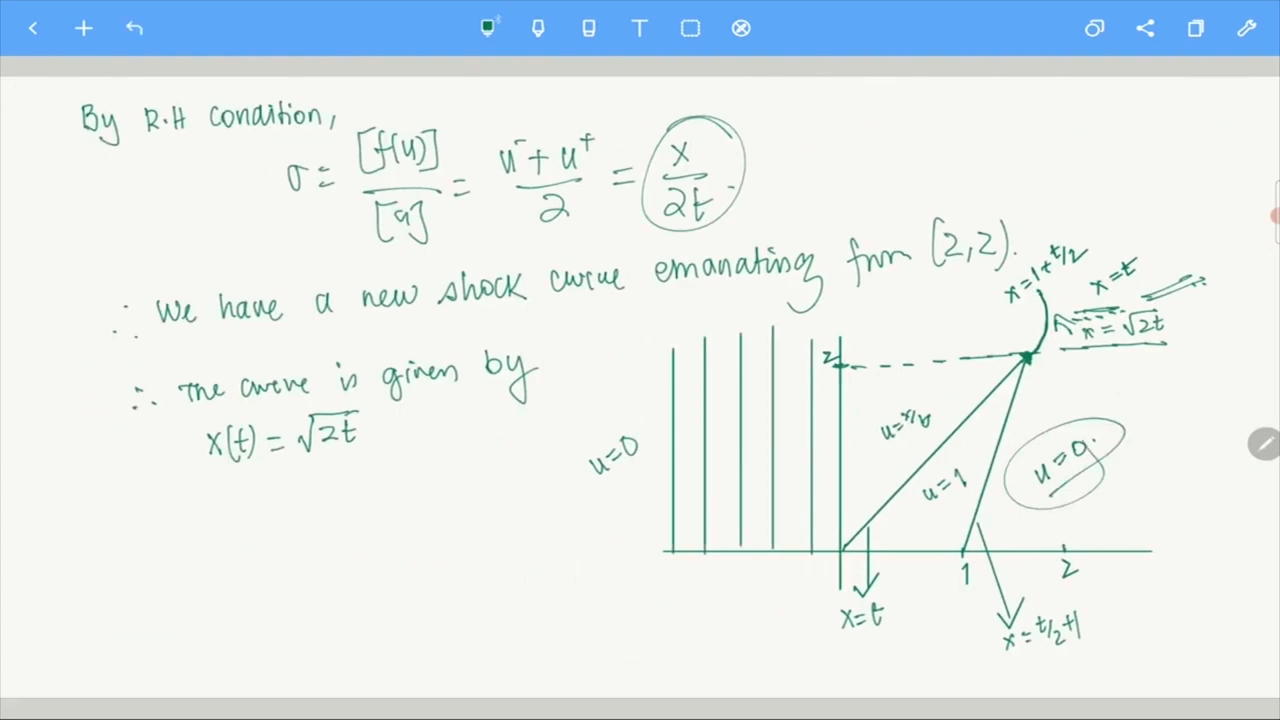 By R.H condition,
σ = [f(u)] / [u] = (u⁻ + u⁺) / 2 = x / 2t.
∴ We have a new shock curve emanating from (2,2).
∴ The curve is given by
x(t) = √2t
x=1+t/2
x=t
x = √2t
2
u=0
u=x/t
u=1
u=0.
1
2
x=t
x=t/2+1